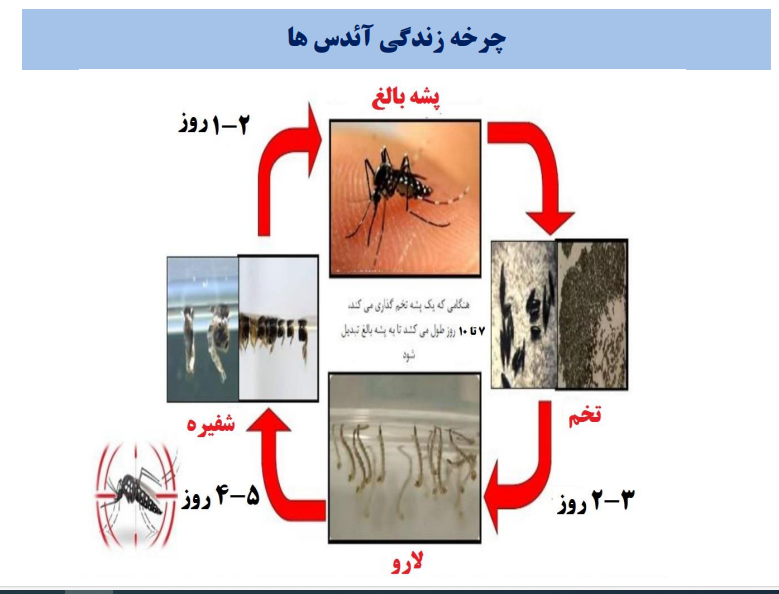 چرخه زندگی آئدس ها
پشه بالغ
۱-۲ روز
هنگامی که یک پشه تخم گذاری می کند،
۷ تا ۱۰ روز طول می کشد تا به پشه بالغ تبدیل
شود
تخم
شفیره
۲-۳ روز
۴-۵ روز
لارو